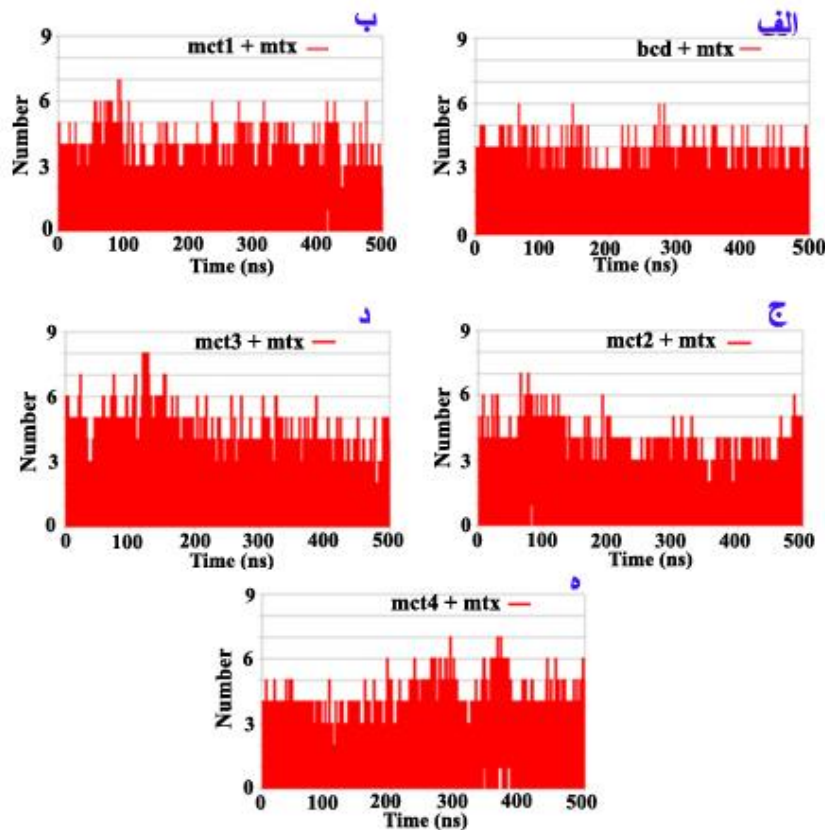 الف
bcd + mtx
9
6
3
0
Number
0 100 200 300 400 500
Time (ns)
ب
mct1 + mtx
9
6
3
0
Number
0 100 200 300 400 500
Time (ns)
ج
mct2 + mtx
9
6
3
0
Number
0 100 200 300 400 500
Time (ns)
د
mct3 + mtx
9
6
3
0
Number
0 100 200 300 400 500
Time (ns)
ه
mct4 + mtx
9
6
3
0
Number
0 100 200 300 400 500
Time (ns)